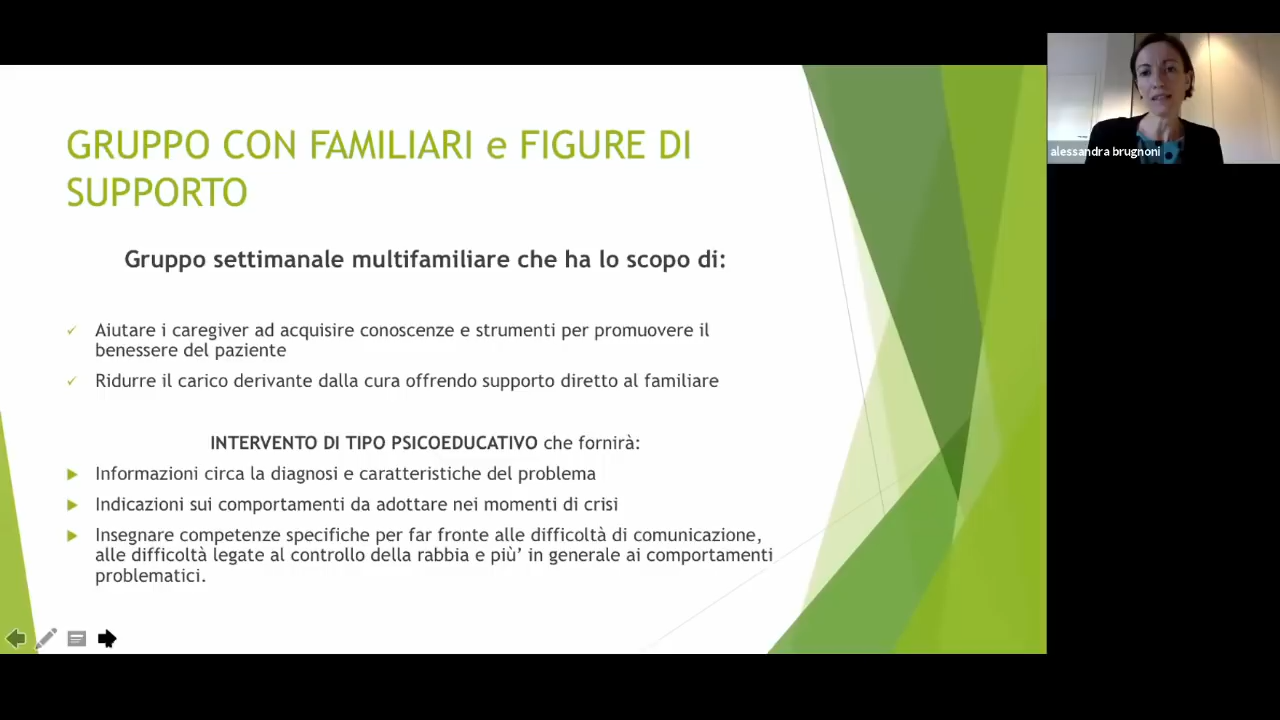 GRUPPO CON FAMILIARI e FIGURE DI
SUPPORTO
Gruppo settimanale multifamiliare che ha lo scopo di:
Aiutare i caregiver ad acquisire conoscenze e strumenti per promuovere il
benessere del paziente
Ridurre il carico derivante dalla cura offrendo supporto diretto al familiare
INTERVENTO DI TIPO PSICOEDUCATIVO che fornirà:
Informazioni circa la diagnosi e caratteristiche del problema
Indicazioni sui comportamenti da adottare nei momenti di crisi
Insegnare competenze specifiche per far fronte alle difficoltà di comunicazione,
alle difficoltà legate al controllo della rabbia e più’ in generale ai comportamenti
problematici.
alessandra brugnoni